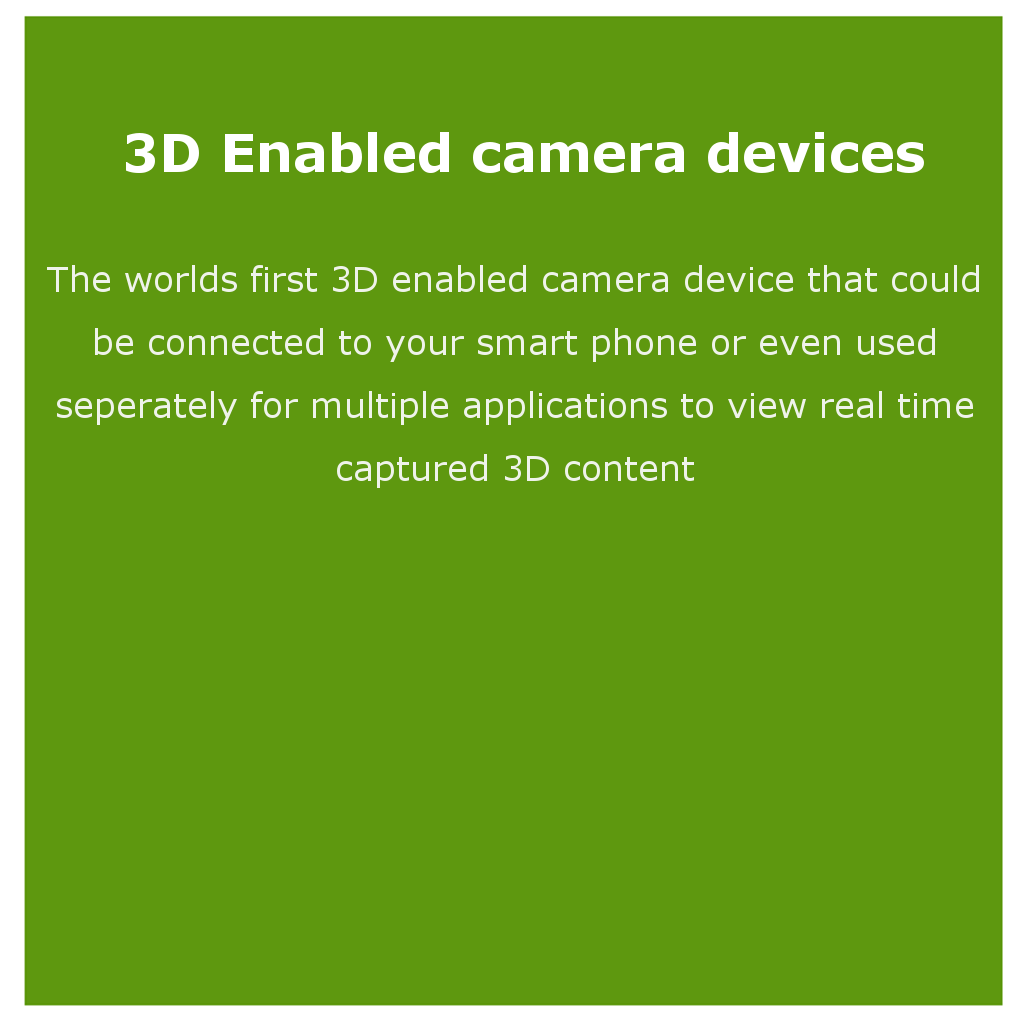 3D Enabled camera devices
The worlds first 3D enabled camera device that could
be connected to your smart phone or even used
seperately for multiple applications to view real time
captured 3D content